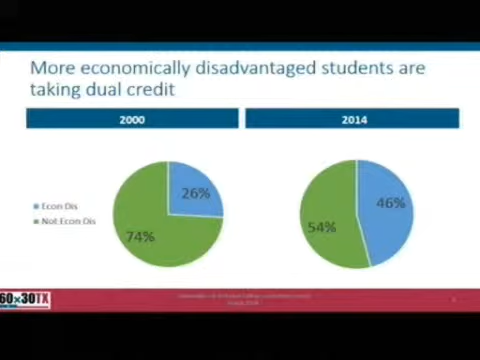 More economically disadvantaged students are
taking dual credit
2000
2014
26%
74%
46%
54%
Econ Dis
Not Econ Dis
60x30TX